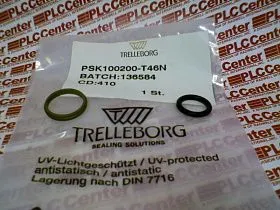 TRELLEBORG
PSK100200-T46N
BATCH:136584
CD:410
1 St.
TRELLEBORG
SEALING SOLUTIONS
UV-Lichtgeschützt / UV-protected
antistatisch / antistatic
Lagerung nach DIN 7716